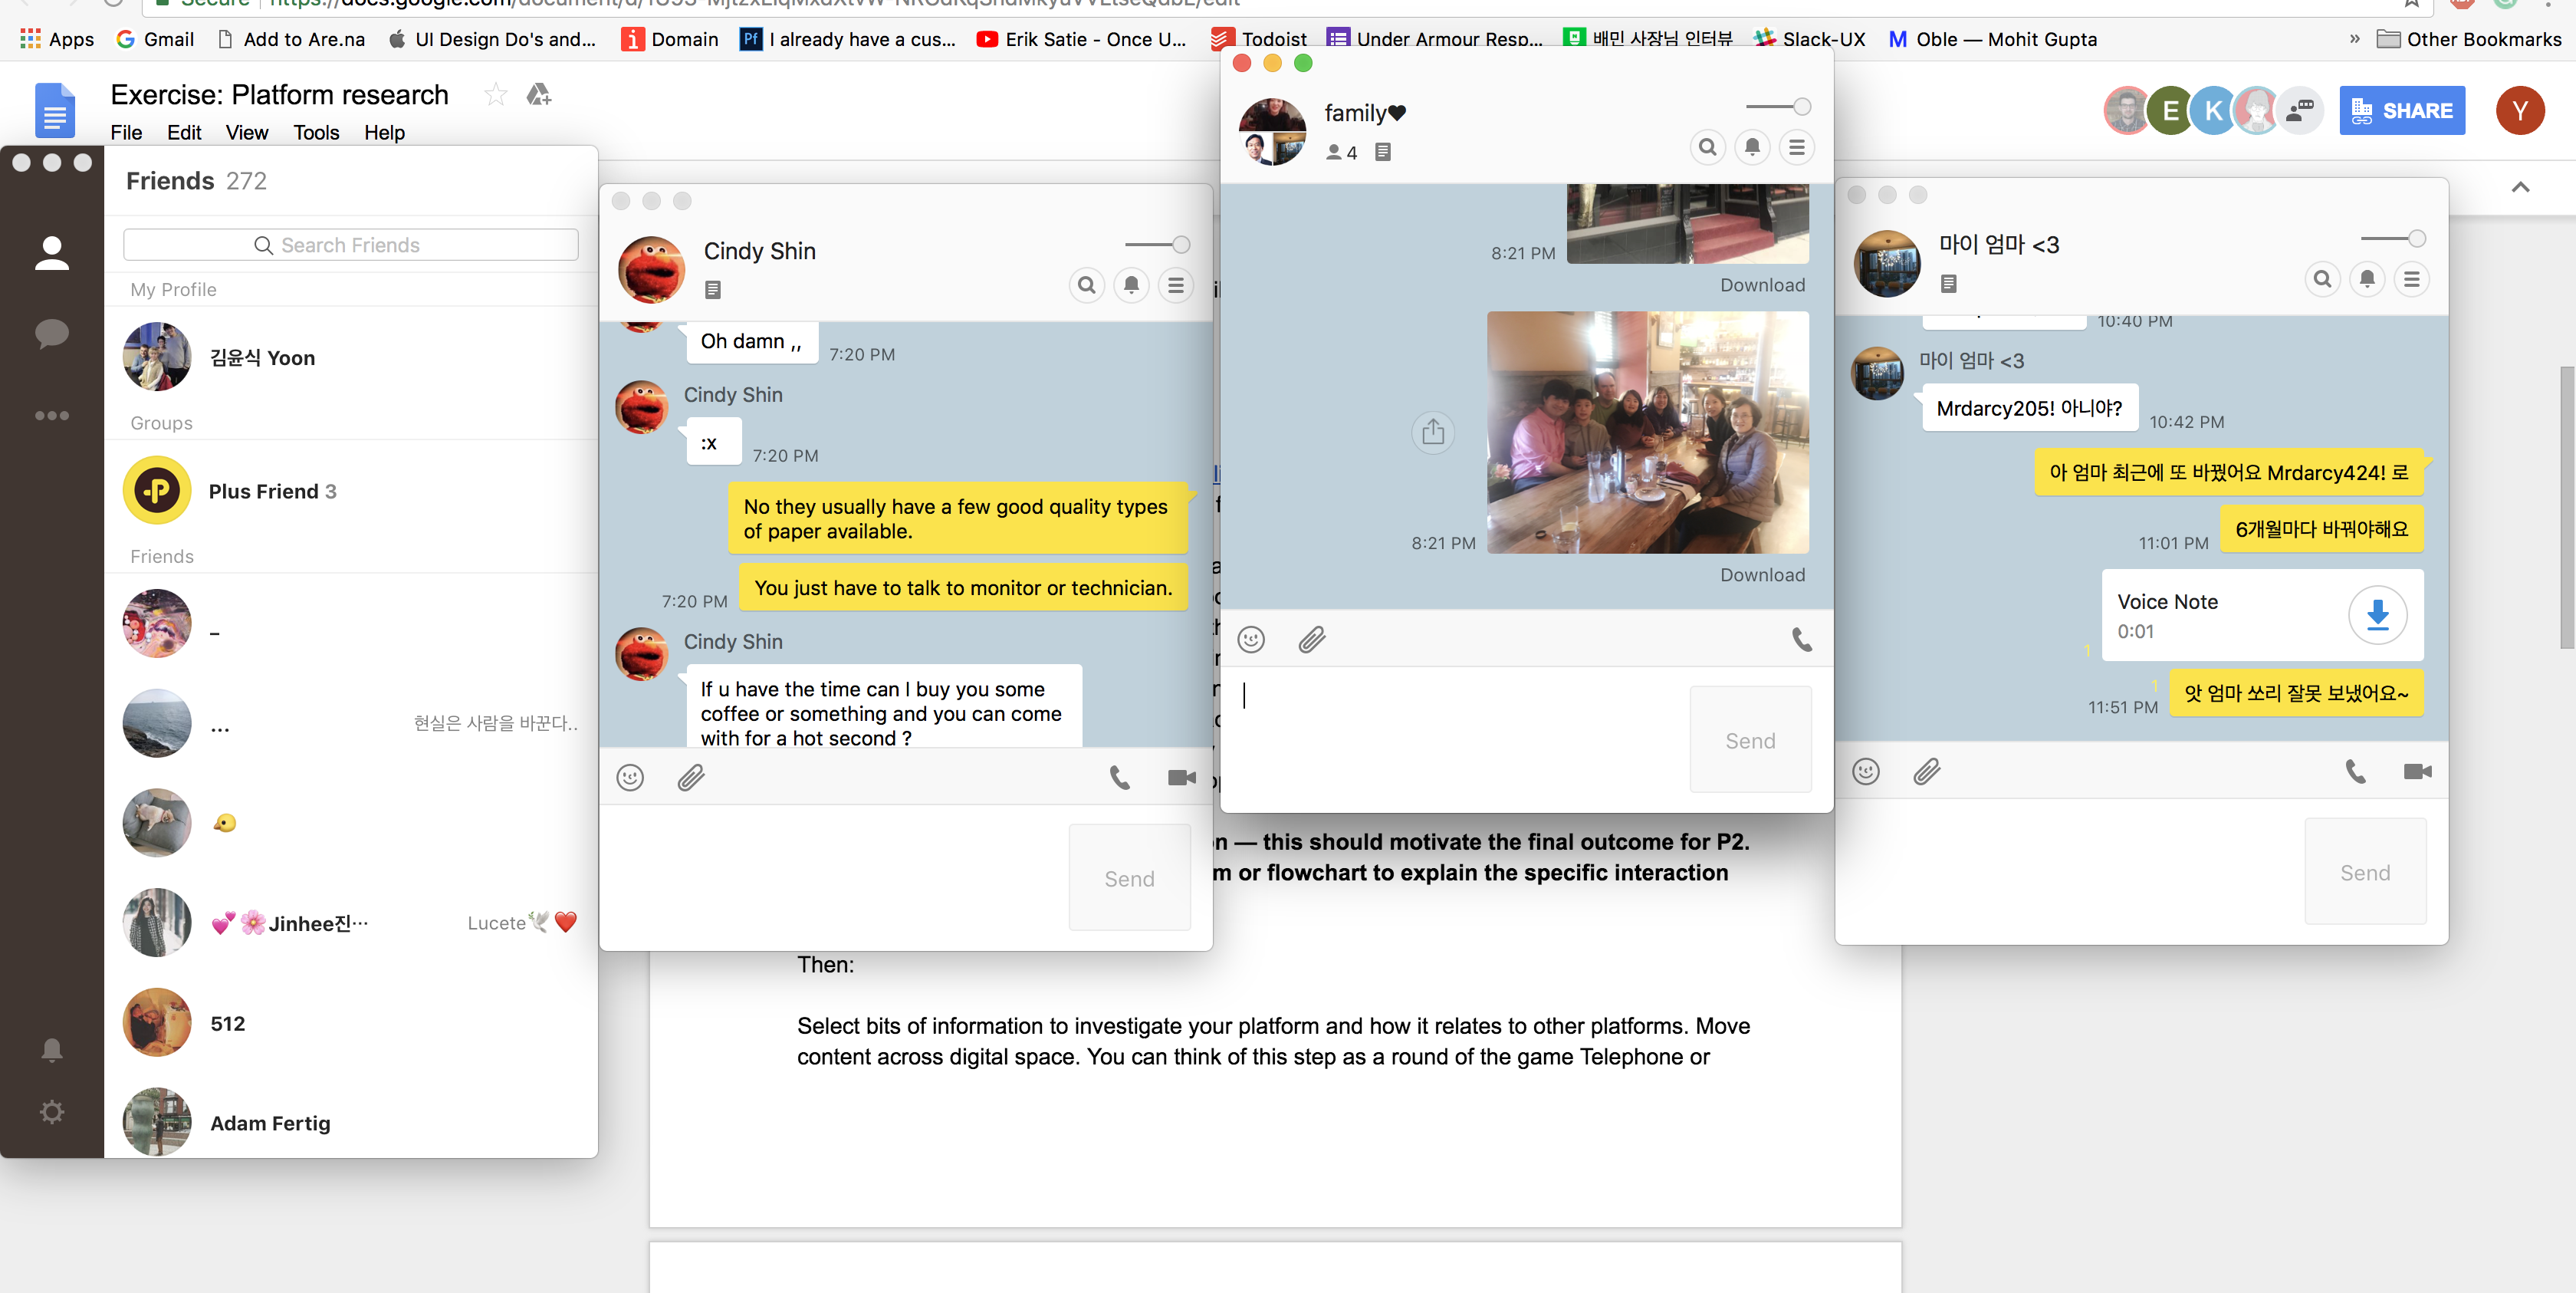 Secure
Apps
Gmail
Add to Are.na
UI Design Do's and...
Domain
I already have a cus...
Erik Satie - Once U...
Todoist
Under Armour Resp...
배민 사장님 인터뷰
Slack-UX
Oble — Mohit Gupta
»
Other Bookmarks
Exercise: Platform research
File Edit View Tools Help
E
K
SHARE
Y
Friends 272
Search Friends
My Profile
김윤식 Yoon
Groups
Plus Friend 3
Friends
_
... 현실은 사람을 바꾼다..
🐤
💕🌸Jinhee진⋯ Lucete🕊❤️
512
Adam Fertig
Cindy Shin
Oh damn ,,
7:20 PM
Cindy Shin
:x
7:20 PM
No they usually have a few good quality types
of paper available.
You just have to talk to monitor or technician.
7:20 PM
Cindy Shin
If u have the time can I buy you some
coffee or something and you can come
with for a hot second ?
Send
family♥
4
8:21 PM
Download
8:21 PM
Download
Send
마이 엄마 <3
10:40 PM
마이 엄마 <3
Mrdarcy205! 아니야?
10:42 PM
아 엄마 최근에 또 바꿨어요 Mrdarcy424! 로
6개월마다 바꿔야해요
11:01 PM
Voice Note
0:01
1
앗 엄마 쏘리 잘못 보냈어요~
1
11:51 PM
Send
— this should motivate the final outcome for P2.
or flowchart to explain the specific interaction
Then:
Select bits of information to investigate your platform and how it relates to other platforms. Move
content across digital space. You can think of this step as a round of the game Telephone or